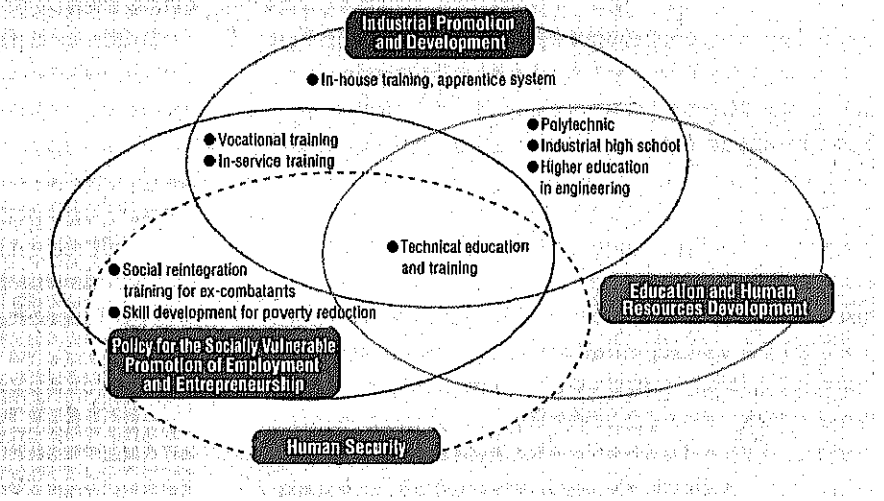 Industrial Promotion
and Development
● In-house training, apprentice system
● Vocational training
● In-service training
● Polytechnic
● Industrial high school
● Higher education
in engineering
● Technical education
and training
● Social reintegration
training for ex-combatants
● Skill development for poverty reduction
Education and Human
Resources Development
Policy for the Socially Vulnerable
Promotion of Employment
and Entrepreneurship
Human Security